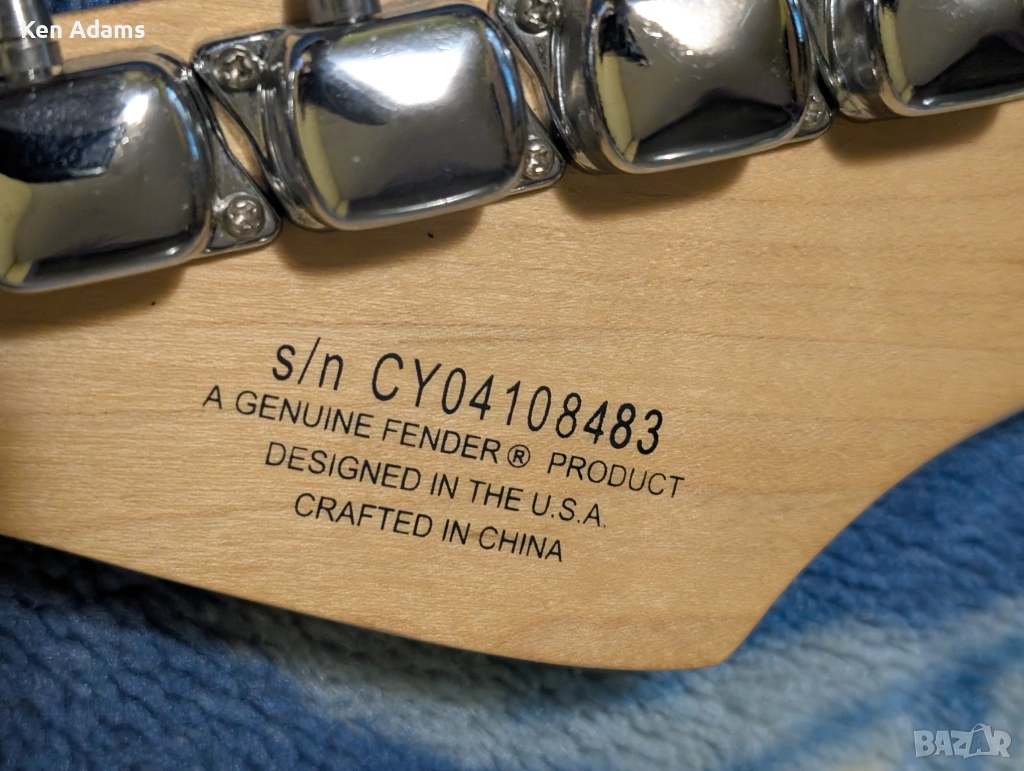 Ken Adams
s/n CY04108483
A GENUINE FENDER® PRODUCT
DESIGNED IN THE U.S.A.
CRAFTED IN CHINA
BAZAR